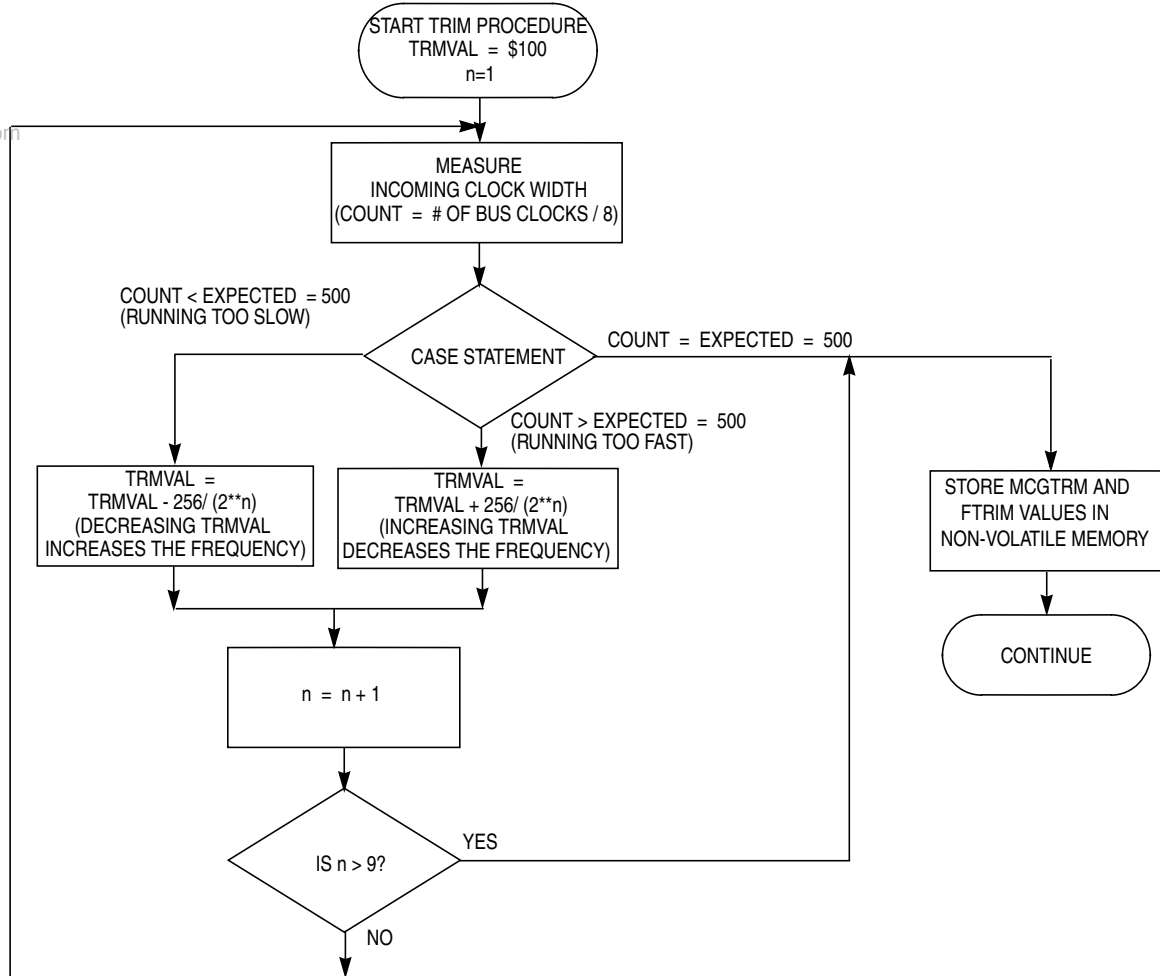 START TRIM PROCEDURE
TRMVAL = $100
n=1
om
MEASURE
INCOMING CLOCK WIDTH
(COUNT = # OF BUS CLOCKS / 8)
COUNT < EXPECTED = 500
(RUNNING TOO SLOW)
CASE STATEMENT
COUNT = EXPECTED = 500
COUNT > EXPECTED = 500
(RUNNING TOO FAST)
TRMVAL =
TRMVAL - 256/ (2**n)
(DECREASING TRMVAL
INCREASES THE FREQUENCY)
TRMVAL =
TRMVAL + 256/ (2**n)
(INCREASING TRMVAL
DECREASES THE FREQUENCY)
STORE MCGTRM AND
FTRIM VALUES IN
NON-VOLATILE MEMORY
CONTINUE
n = n + 1
IS n > 9?
YES
NO